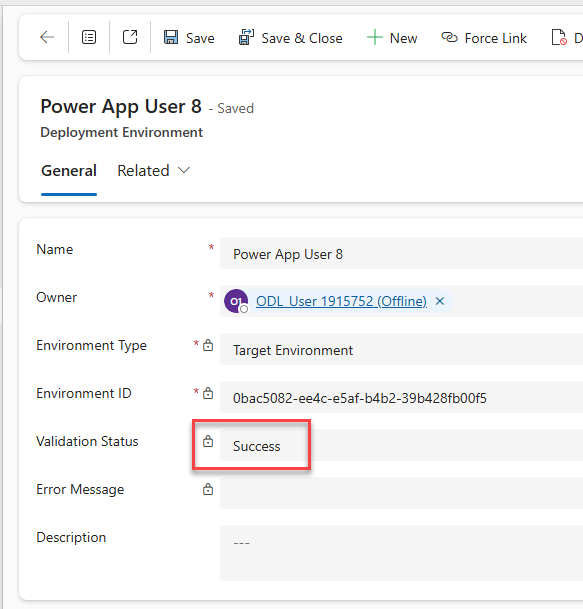 Save Save & Close New Force Link D
Power App User 8 - Saved
Deployment Environment
General Related
Name * Power App User 8
Owner * O1 ODL_User 1915752 (Offline) ×
Environment Type * Target Environment
Environment ID * 0bac5082-ee4c-e5af-b4b2-39b428fb00f5
Validation Status Success
Error Message
Description ---